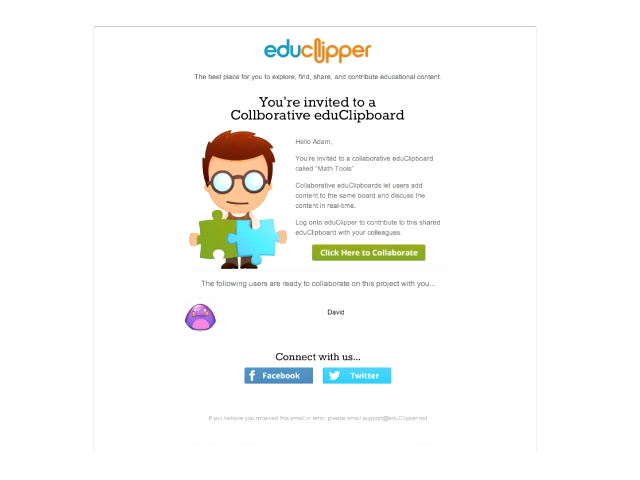 educlipper
The best place for you to explore, find, share, and contribute educational content.
You're invited to a
Collborative eduClipboard
Hello Adam,
You're invited to a collaborative eduClipboard
called "Math Tools"
Collaborative eduClipboards let users add
content to the same board and discuss the
content in real-time.
Log onto eduClipper to contribute to this shared
eduClipboard with your colleagues.
Click Here to Collaborate
The following users are ready to collaborate on this project with you...
David
Connect with us...
Facebook
Twitter
If you believe you received this email in error, please email support@eduClipper.net